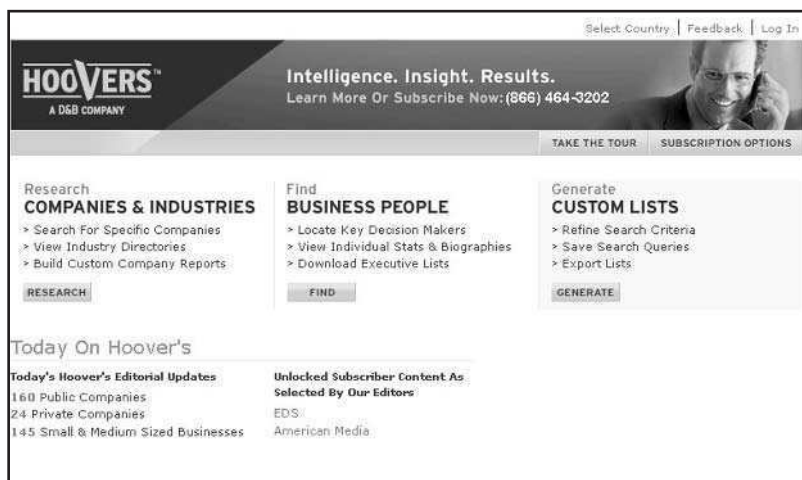 Select Country | Feedback | Log In
HOOVERS™
A D&B COMPANY
Intelligence. Insight. Results.
Learn More Or Subscribe Now: (866) 464-3202
TAKE THE TOUR
SUBSCRIPTION OPTIONS
Research
COMPANIES & INDUSTRIES
> Search For Specific Companies
> View Industry Directories
> Build Custom Company Reports
RESEARCH
Find
BUSINESS PEOPLE
> Locate Key Decision Makers
> View Individual Stats & Biographies
> Download Executive Lists
FIND
Generate
CUSTOM LISTS
> Refine Search Criteria
> Save Search Queries
> Export Lists
GENERATE
Today On Hoover's
Today's Hoover's Editorial Updates
160 Public Companies
24 Private Companies
145 Small & Medium Sized Businesses
Unlocked Subscriber Content As
Selected By Our Editors
EDS
American Media